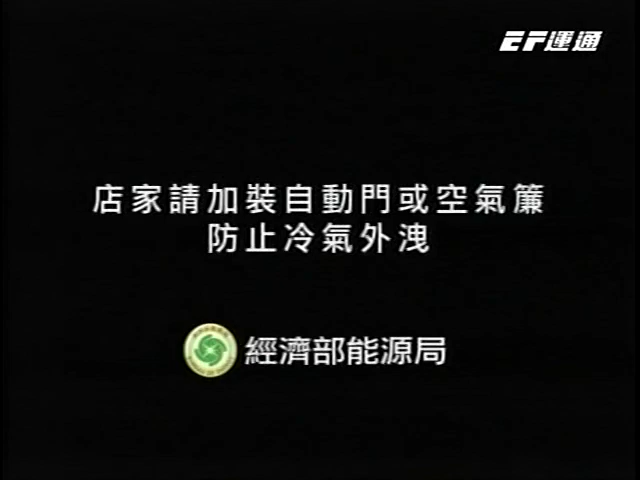 EF運通
店家請加裝自動門或空氣簾
防止冷氣外洩
經濟部能源局